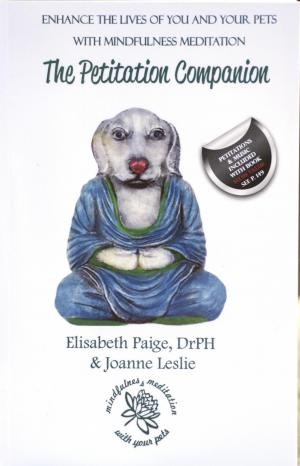 ENHANCE THE LIVES OF YOU AND YOUR PETS
WITH MINDFULNESS MEDITATION
The Petitation Companion
PETITATIONS
& MUSIC
INCLUDED
WITH BOOK
SEE P. 199
Elisabeth Paige, DrPH
& Joanne Leslie
mindfulness meditation
with your pets